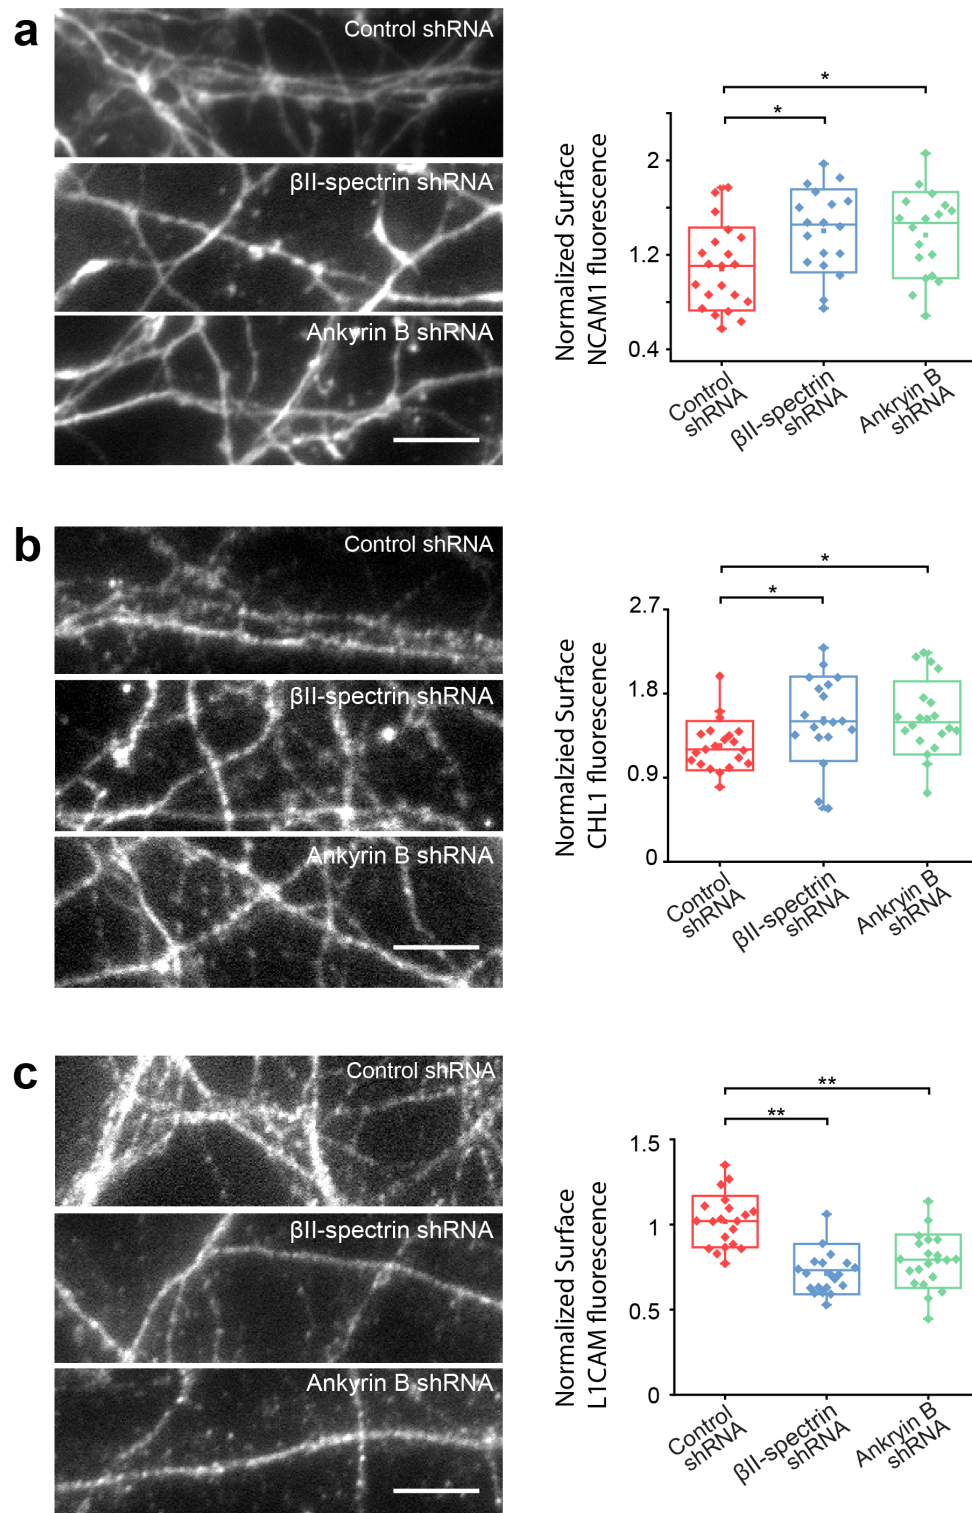 a
Control shRNA
βII-spectrin shRNA
Ankyrin B shRNA
*
*
Normalized Surface
NCAM1 fluorescence
2
1.2
0.4
Control
shRNA
βII-spectrin
shRNA
Ankryin B
shRNA
b
Control shRNA
βII-spectrin shRNA
Ankyrin B shRNA
*
*
Normalzied Surface
CHL1 fluorescence
2.7
1.8
0.9
0
Control
shRNA
βII-spectrin
shRNA
Ankryin B
shRNA
c
Control shRNA
βII-spectrin shRNA
Ankyrin B shRNA
**
**
Normalized Surface
L1CAM fluorescence
1.5
1
0.5
0
Control
shRNA
βII-spectrin
shRNA
Ankryin B
shRNA